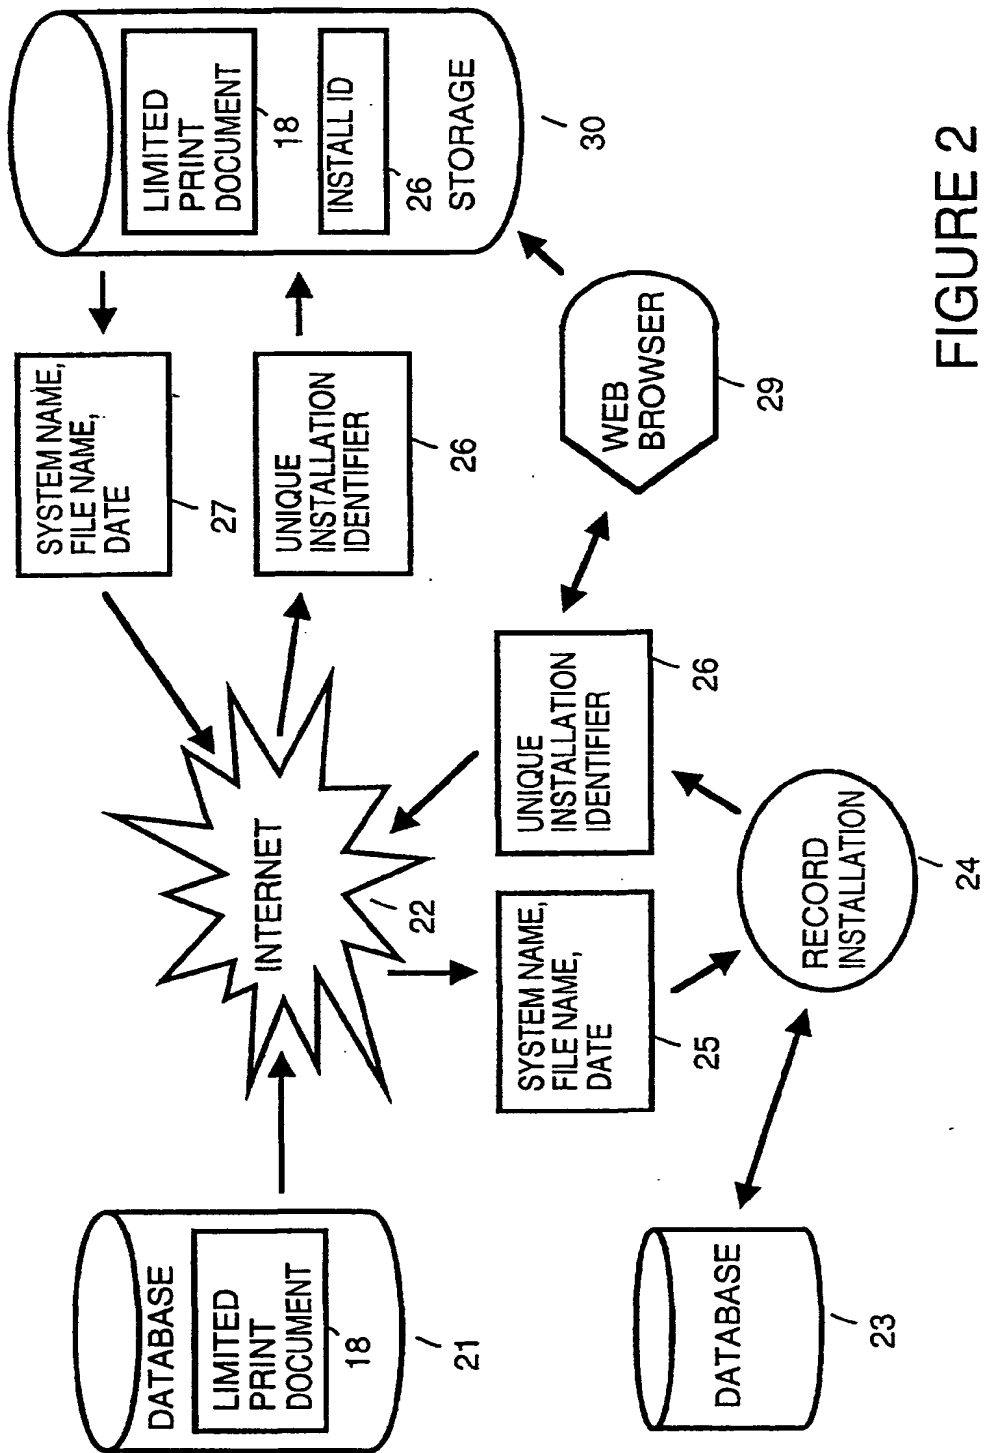 DATABASE
LIMITED
PRINT
DOCUMENT
18
21
INTERNET
22
SYSTEM NAME,
FILE NAME,
DATE
27
UNIQUE
INSTALLATION
IDENTIFIER
26
LIMITED
PRINT
DOCUMENT
18
INSTALL ID
26
STORAGE
30
SYSTEM NAME,
FILE NAME,
DATE
25
UNIQUE
INSTALLATION
IDENTIFIER
26
WEB
BROWSER
29
DATABASE
23
RECORD
INSTALLATION
24
FIGURE 2